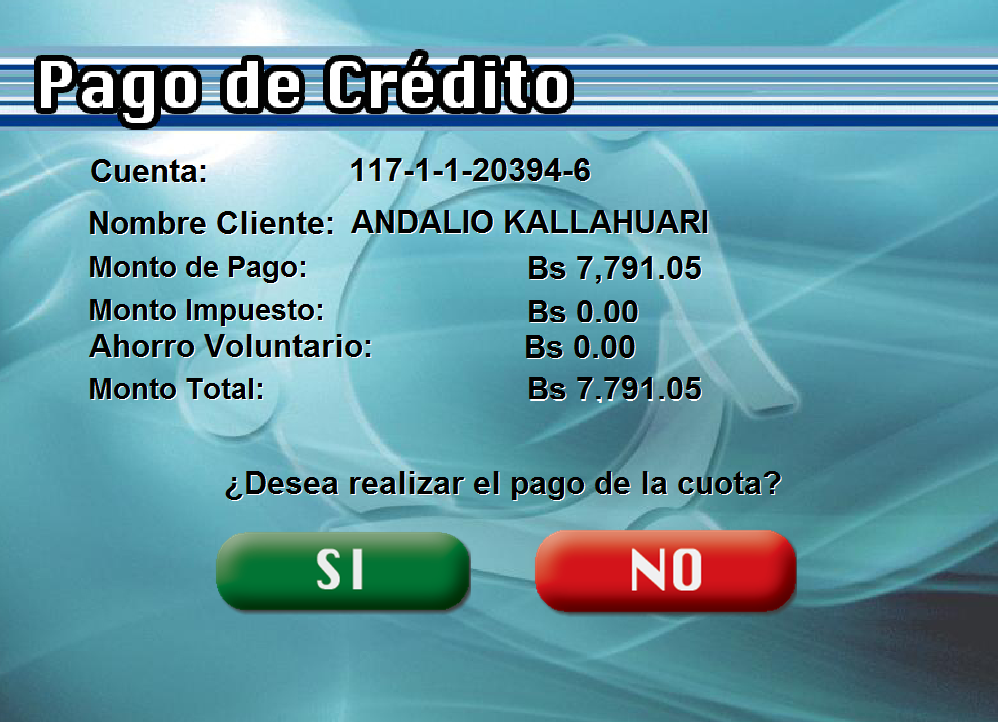 Pago de Crédito
Cuenta: 117-1-1-20394-6
Nombre Cliente: ANDALIO KALLAHUARI
Monto de Pago: Bs 7,791.05
Monto Impuesto: Bs 0.00
Ahorro Voluntario: Bs 0.00
Monto Total: Bs 7,791.05
¿Desea realizar el pago de la cuota?
SI NO